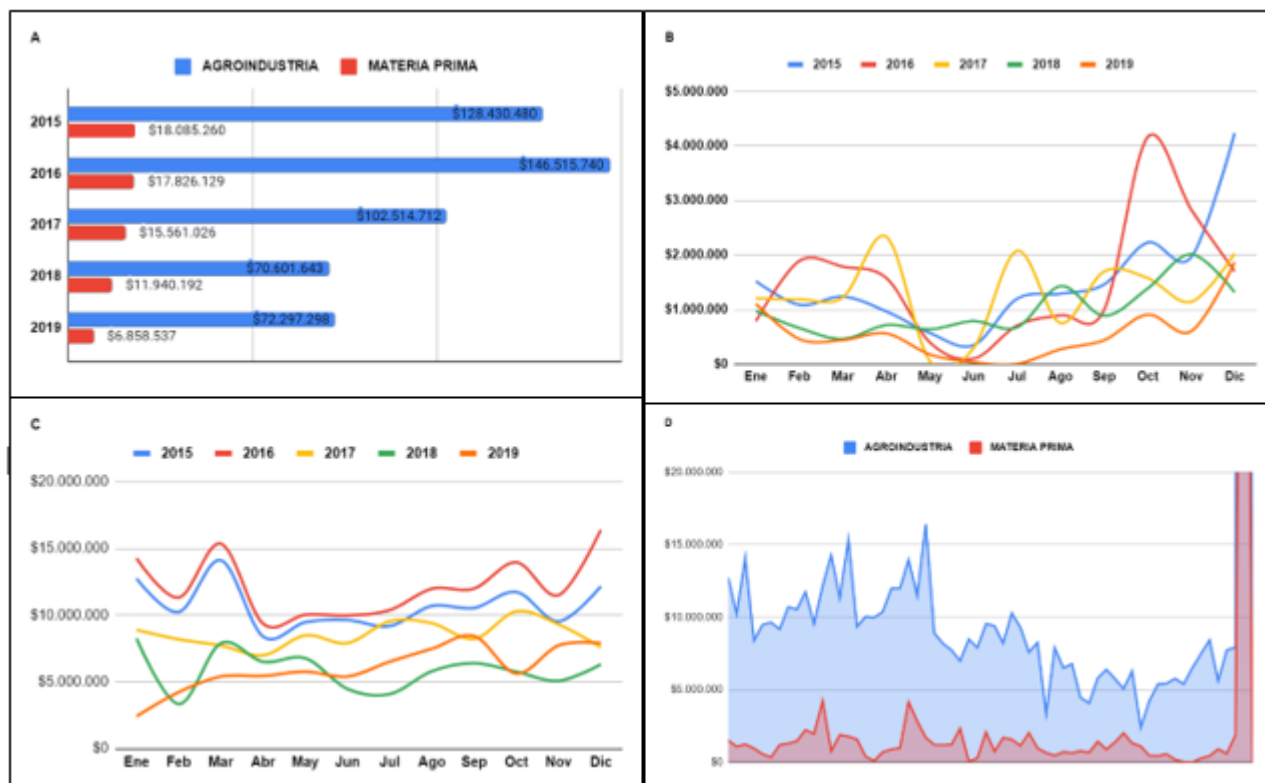 A
AGROINDUSTRIA MATERIA PRIMA
2015 $128.430.480
$18.085.260
2016 $146.515.740
$17.826.129
2017 $102.514.712
$15.561.026
2018 $70.601.643
$11.940.192
2019 $72.297.298
$6.858.537
B
2015 2016 2017 2018 2019
$5.000.000
$4.000.000
$3.000.000
$2.000.000
$1.000.000
$0
Ene Feb Mar Abr May Jun Jul Ago Sep Oct Nov Dic
C
2015 2016 2017 2018 2019
$20.000.000
$15.000.000
$10.000.000
$5.000.000
$0
Ene Feb Mar Abr May Jun Jul Ago Sep Oct Nov Dic
D
AGROINDUSTRIA MATERIA PRIMA
$20.000.000
$15.000.000
$10.000.000
$5.000.000
$0